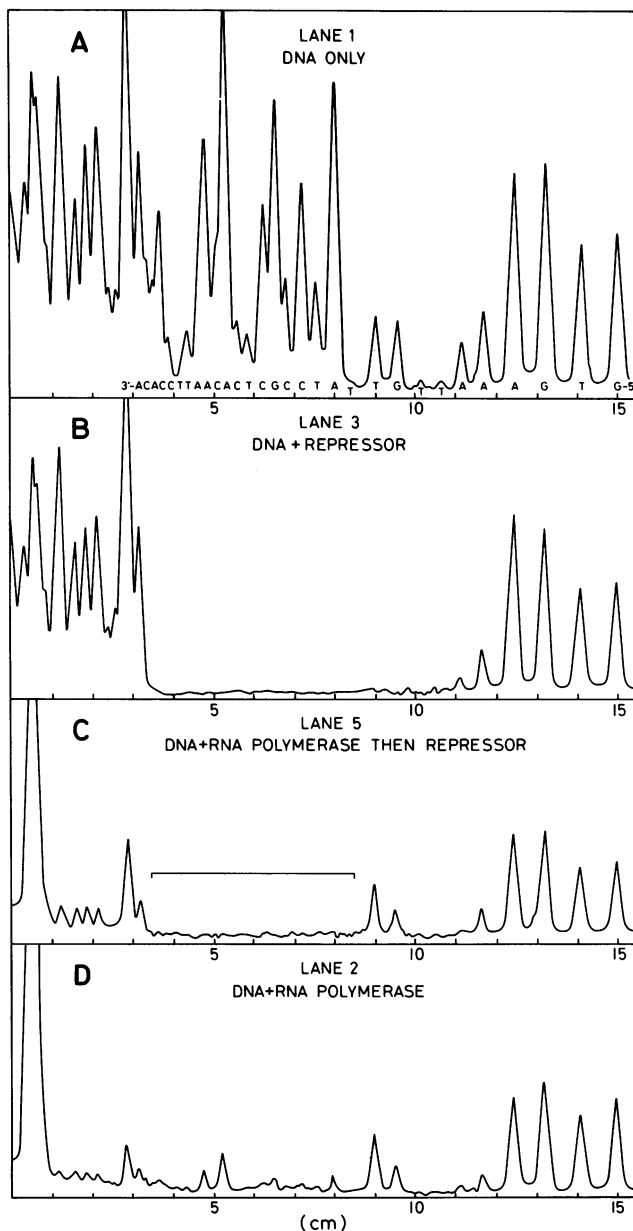 A
LANE 1
DNA ONLY
3'-ACACCTTAACACTCGCCTA T T G T T A A A G T G-5
5 10 15
B
LANE 3
DNA + REPRESSOR
5 10 15
C
LANE 5
DNA+RNA POLYMERASE THEN REPRESSOR
5 10 15
D
LANE 2
DNA+RNA POLYMERASE
5 10 15
(cm)